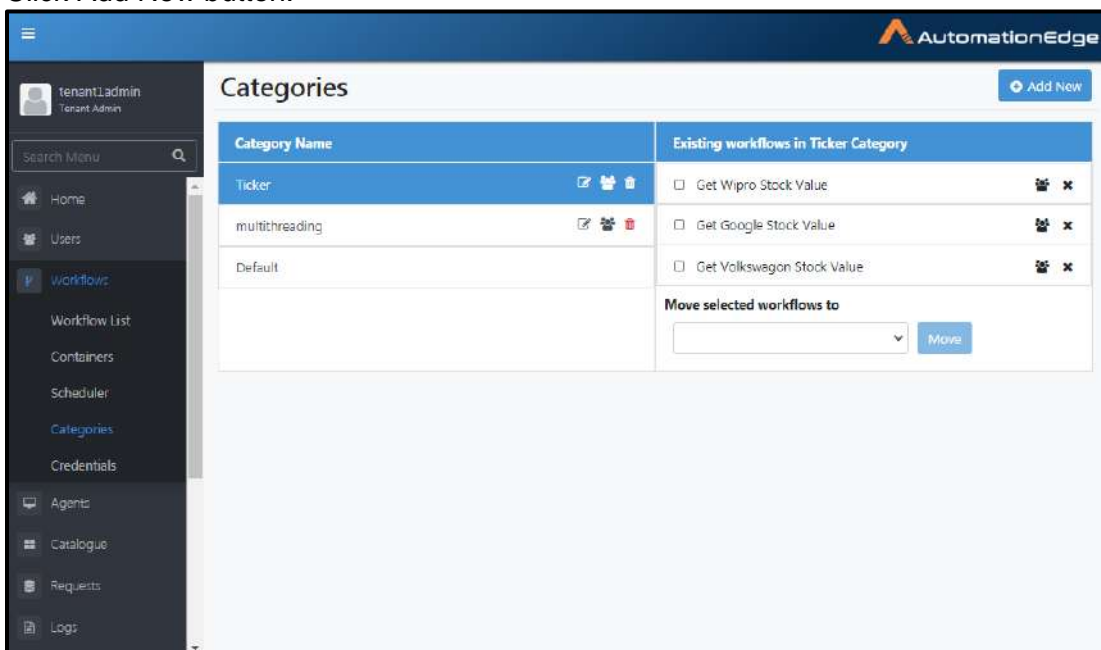 Click Add New button.
AutomationEdge
tenant1admin
Tenant Admin
Categories
Add New
Search Menu
Category Name
Existing workflows in Ticker Category
Ticker
Get Wipro Stock Value
Home
multithreading
Get Google Stock Value
Users
Default
Get Volkswagon Stock Value
Workflows
Move selected workflows to
Workflow List
Move
Containers
Scheduler
Categories
Credentials
Agents
Catalogue
Requests
Logs